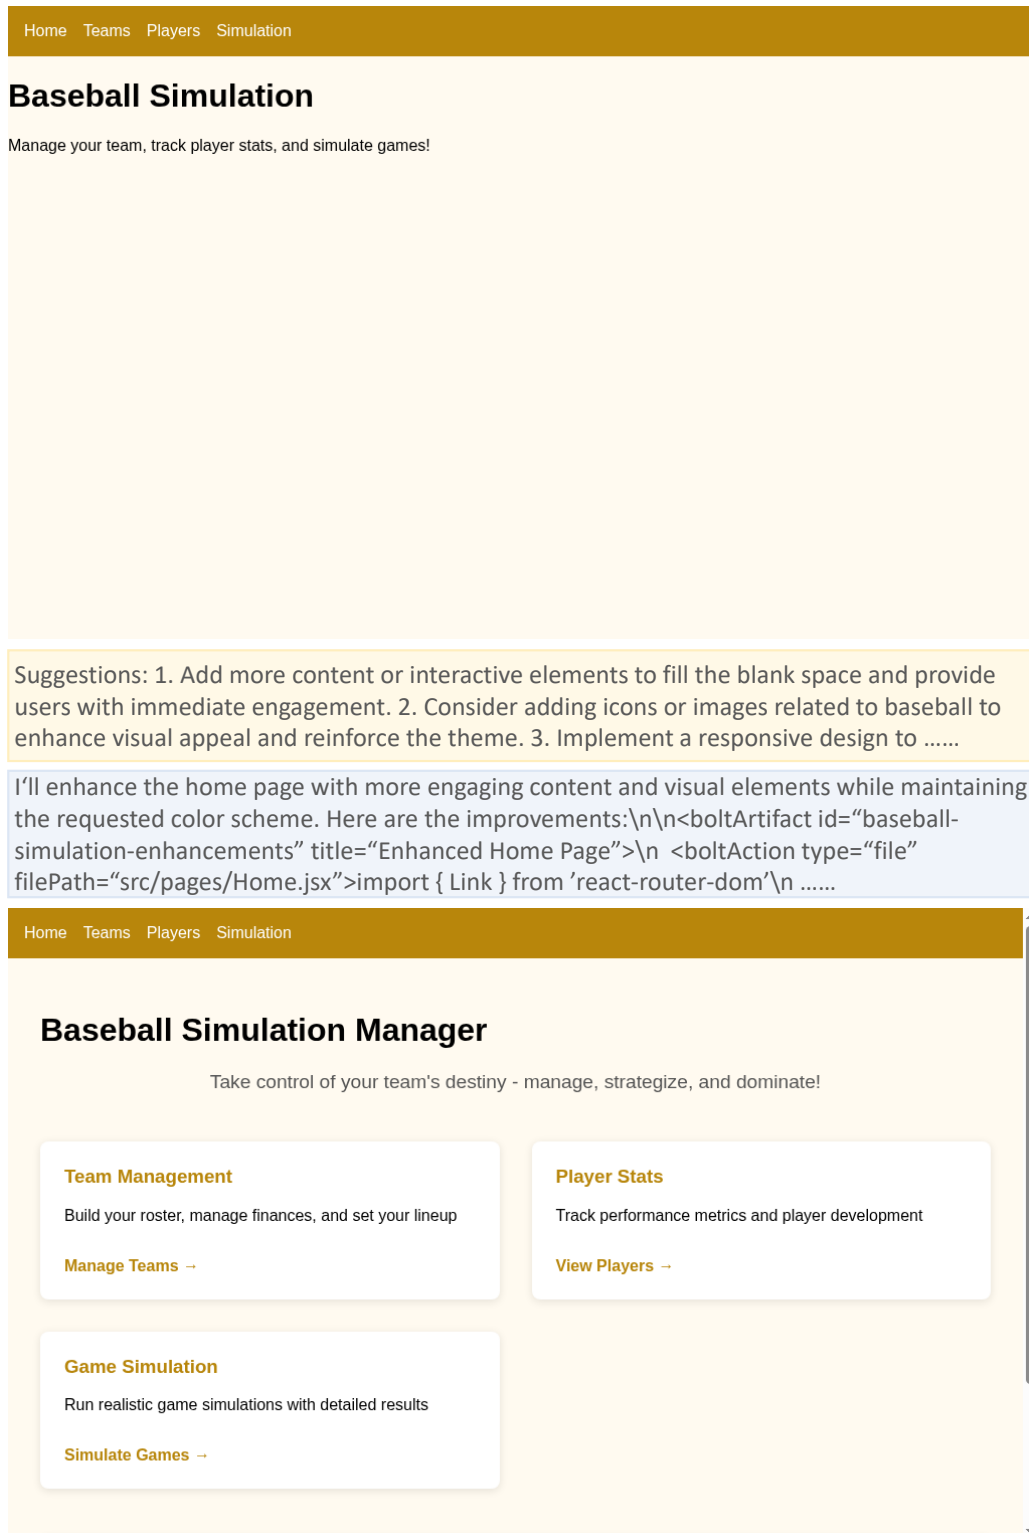 Home Teams Players Simulation
Baseball Simulation
Manage your team, track player stats, and simulate games!
Suggestions: 1. Add more content or interactive elements to fill the blank space and provide
users with immediate engagement. 2. Consider adding icons or images related to baseball to
enhance visual appeal and reinforce the theme. 3. Implement a responsive design to ......
I‘ll enhance the home page with more engaging content and visual elements while maintaining
the requested color scheme. Here are the improvements:\n\n<boltArtifact id=“baseball-
simulation-enhancements” title=“Enhanced Home Page”>\n  <boltAction type=“file”
filePath=“src/pages/Home.jsx”>import { Link } from ’react-router-dom’\n ......
Home Teams Players Simulation
Baseball Simulation Manager
Take control of your team's destiny - manage, strategize, and dominate!
Team Management
Build your roster, manage finances, and set your lineup
Manage Teams →
Player Stats
Track performance metrics and player development
View Players →
Game Simulation
Run realistic game simulations with detailed results
Simulate Games →